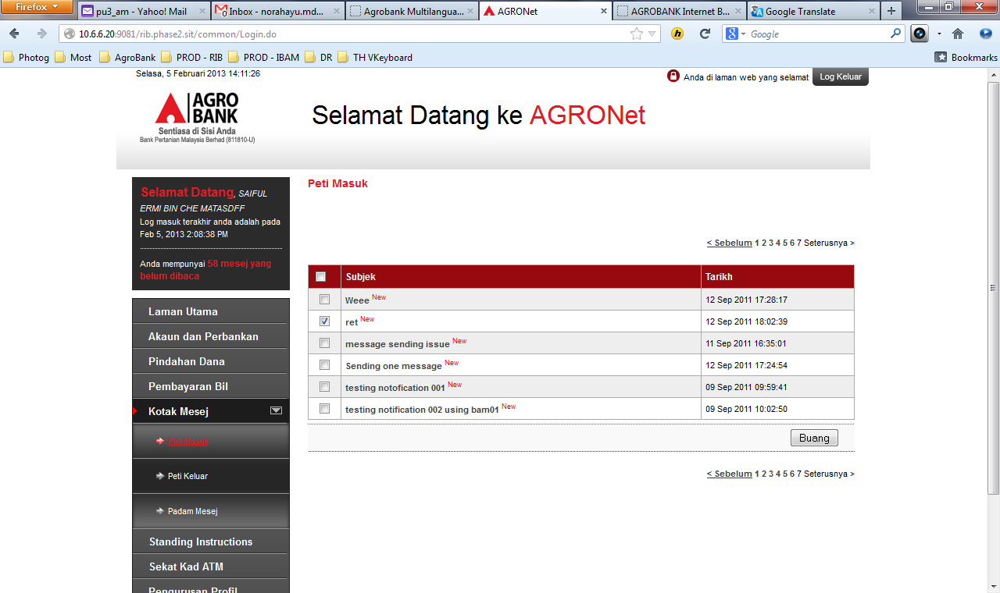 Firefox
pu3_am - Yahoo! Mail
Inbox - norahayu.md...
Agrobank Multilangua...
AGRONet
AGROBANK Internet B...
Google Translate
10.6.6.20:9081/rib.phase2.sit/common/Login.do
Google
Photog Most AgroBank PROD - RIB PROD - IBAM DR TH VKeyboard Bookmarks
Selasa, 5 Februari 2013 14:11:26
Anda di laman web yang selamat
Log Keluar
AGRO
BANK
Sentiasa di Sisi Anda
Bank Pertanian Malaysia Berhad (811810-U)
Selamat Datang ke AGRONet
Selamat Datang, SAIFUL
ERMI BIN CHE MATASDFF
Log masuk terakhir anda adalah pada
Feb 5, 2013 2:08:38 PM
Anda mempunyai 58 mesej yang
belum dibaca
Laman Utama
Akaun dan Perbankan
Pindahan Dana
Pembayaran Bil
Kotak Mesej
Peti Masuk
Peti Keluar
Padam Mesej
Standing Instructions
Sekat Kad ATM
Pengurusan Profil
Peti Masuk
< Sebelum 1 2 3 4 5 6 7 Seterusnya >
Subjek Tarikh
Weee New 12 Sep 2011 17:28:17
ret New 12 Sep 2011 18:02:39
message sending issue New 11 Sep 2011 16:35:01
Sending one message New 12 Sep 2011 17:24:54
testing notofication 001 New 09 Sep 2011 09:59:41
testing notification 002 using bam01 New 09 Sep 2011 10:02:50
Buang
< Sebelum 1 2 3 4 5 6 7 Seterusnya >